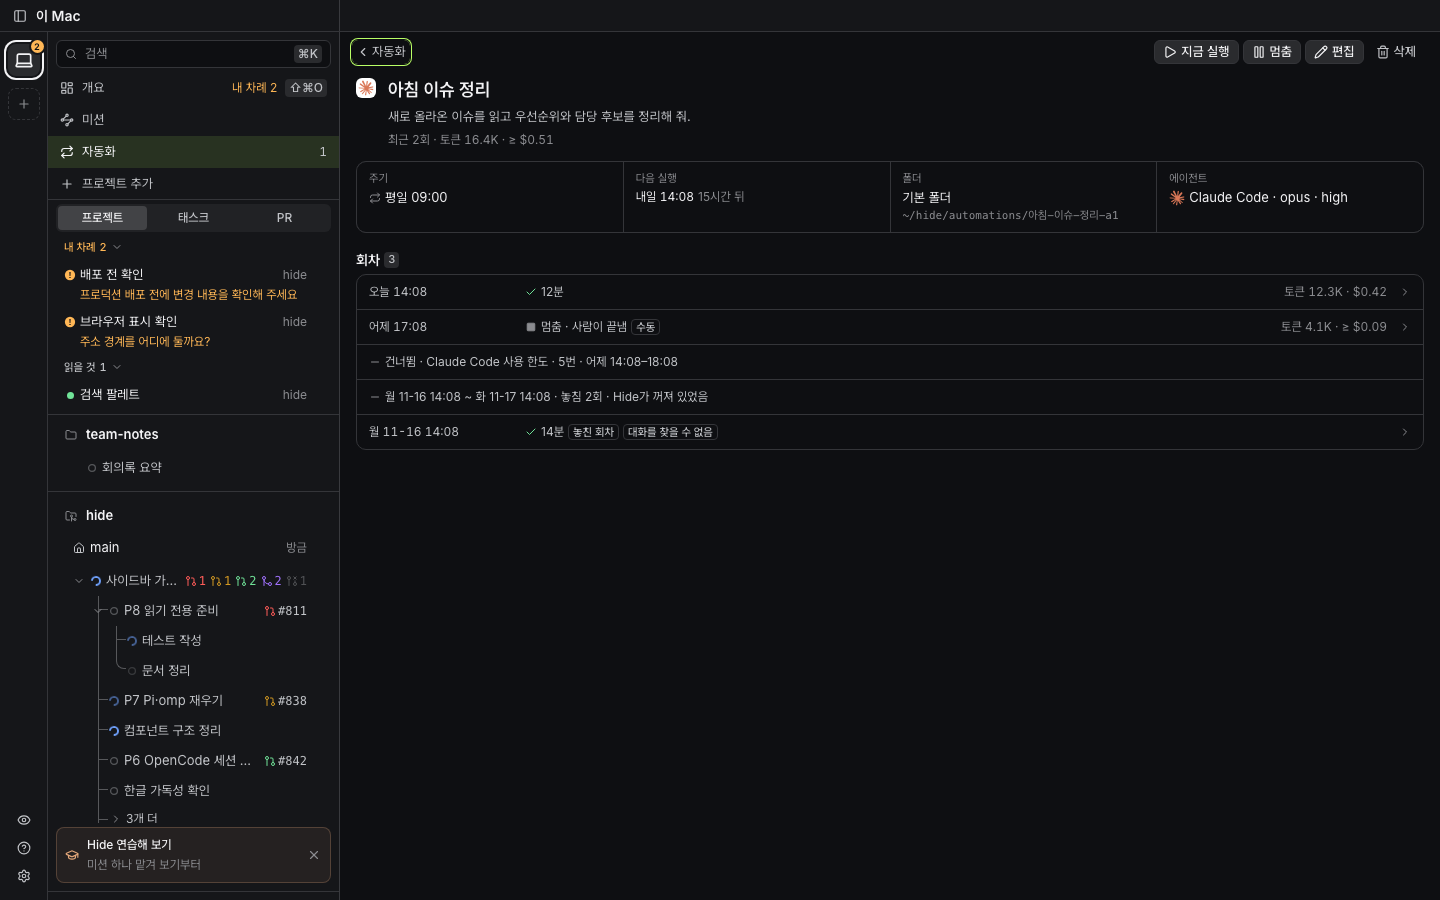 이 Mac
2
검색 ⌘K
개요 내 차례 2 ⇧⌘O
미션
자동화 1
프로젝트 추가
프로젝트 태스크 PR
내 차례 2
배포 전 확인 hide
프로덕션 배포 전에 변경 내용을 확인해 주세요
브라우저 표시 확인 hide
주소 경계를 어디에 둘까요?
읽을 것 1
검색 팔레트 hide
team-notes
회의록 요약
hide
main 방금
사이드바 가... 1 1 2 2 1
P8 읽기 전용 준비 #811
테스트 작성
문서 정리
P7 Pi·omp 재우기 #838
컴포넌트 구조 정리
P6 OpenCode 세션 ... #842
한글 가독성 확인
3개 더
Hide 연습해 보기
미션 하나 맡겨 보기부터
자동화 지금 실행 멈춤 편집 삭제
아침 이슈 정리
새로 올라온 이슈를 읽고 우선순위와 담당 후보를 정리해 줘.
최근 2회 · 토큰 16.4K · ≥ $0.51
주기
평일 09:00
다음 실행
내일 14:08 15시간 뒤
폴더
기본 폴더
~/hide/automations/아침-이슈-정리-a1
에이전트
Claude Code · opus · high
회차 3
오늘 14:08 12분 토큰 12.3K · $0.42
어제 17:08 멈춤 · 사람이 끝냄 수동 토큰 4.1K · ≥ $0.09
건너뜀 · Claude Code 사용 한도 · 5번 · 어제 14:08–18:08
월 11-16 14:08 ~ 화 11-17 14:08 · 놓침 2회 · Hide가 꺼져 있었음
월 11-16 14:08 14분 놓친 회차 대화를 찾을 수 없음